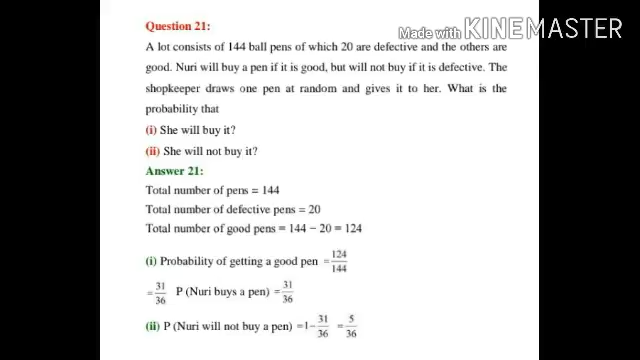 Made with KINEMASTER
Question 21:
A lot consists of 144 ball pens of which 20 are defective and the others are
good. Nuri will buy a pen if it is good, but will not buy if it is defective. The
shopkeeper draws one pen at random and gives it to her. What is the
probability that
(i) She will buy it?
(ii) She will not buy it?
Answer 21:
Total number of pens = 144
Total number of defective pens = 20
Total number of good pens = 144 − 20 = 124
(i) Probability of getting a good pen = 124/144
= 31/36 P (Nuri buys a pen) = 31/36
(ii) P (Nuri will not buy a pen) = 1 − 31/36 = 5/36